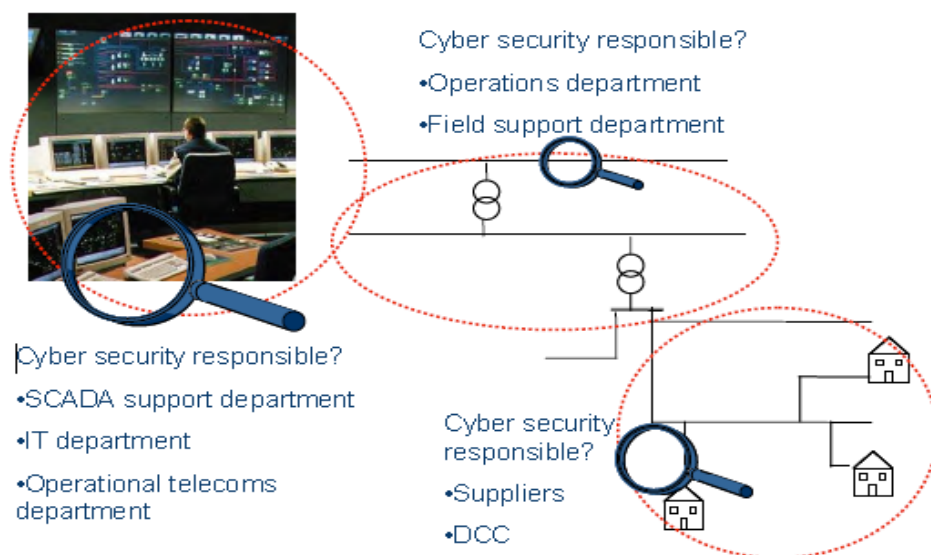 Cyber security responsible?
•Operations department
•Field support department
Cyber security responsible?
•SCADA support department
•IT department
•Operational telecoms
department
Cyber security
responsible?
•Suppliers
•DCC